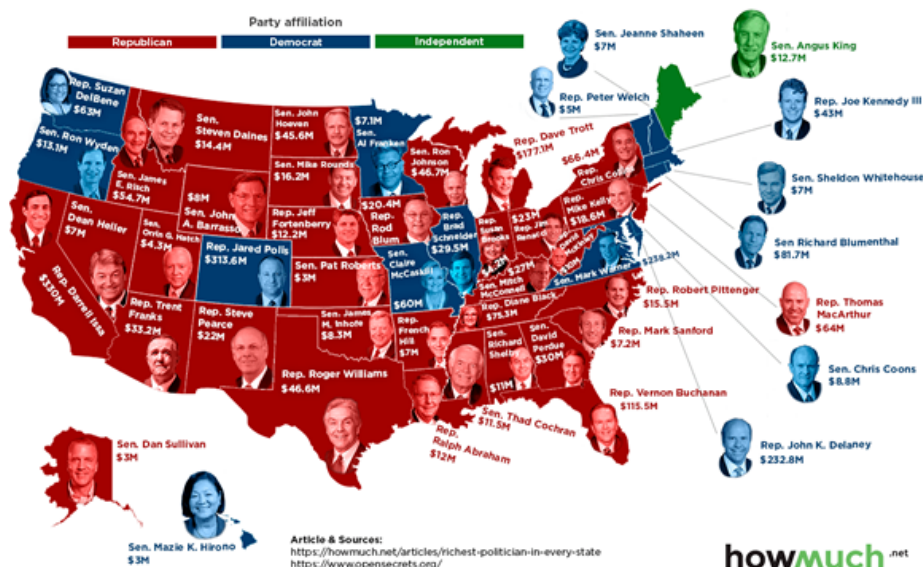 Party affiliation
Republican
Democrat
Independent
Sen. Jeanne Shaheen
$7M
Sen. Angus King
$12.7M
Rep. Peter Welch
$5M
Rep. Joe Kennedy III
$43M
Sen. Sheldon Whitehouse
$7M
Sen Richard Blumenthal
$81.7M
Rep. Thomas
MacArthur
$64M
Sen. Chris Coons
$8.8M
Rep. John K. Delaney
$232.8M
Rep. Suzan
DelBene
$63M
Sen. Ron Wyden
$13.1M
Sen. James
E. Risch
$54.7M
Sen.
Steven Daines
$14.4M
Sen. John
Hoeven
$45.6M
$7.1M
Sen.
Al Franken
Sen. Mike Rounds
$16.2M
Sen. Ron
Johnson
$46.7M
Rep. Dave Trott
$177.1M
$66.4M
Rep.
Chris
Rep.
Mike Kelly
$18.6M
$8M
Sen. John
A. Barrasso
Rep. Jeff
Fortenberry
$12.2M
$20.4M
Rep.
Rod
Blum
Rep.
Brad
Schneider
$29.5M
Rep.
Susan
Brooks
$23M
Rep. Jim
Renacci
Rep.
David
McKinley
Sen. Mark Warner
$238.2M
Sen.
Dean Heller
$7M
Sen.
Orrin G. Hatch
$4.3M
Rep. Jared Polis
$313.6M
Sen. Pat Roberts
$3M
Sen.
Claire
McCaskill
$60M
$27M
Sen. Mitch
McConnell
Rep. Diane Black
$75.3M
Rep. Robert Pittenger
$15.5M
Rep. Mark Sanford
$7.2M
Rep. Darrell Issa
$330M
Rep. Trent
Franks
$33.2M
Rep. Steve
Pearce
$22M
Sen. James
M. Inhofe
$8.3M
Rep.
French
Hill
$7M
Sen.
Richard
Shelby
$11M
Sen.
David
Perdue
$30M
Rep. Roger Williams
$46.6M
Sen. Thad Cochran
$11.5M
Rep.
Ralph Abraham
$12M
Rep. Vernon Buchanan
$115.5M
Sen. Dan Sullivan
$3M
Sen. Mazie K. Hirono
$3M
Article & Sources:
https://howmuch.net/articles/richest-politician-in-every-state
https://www.opensecrets.org/
howmuch.net